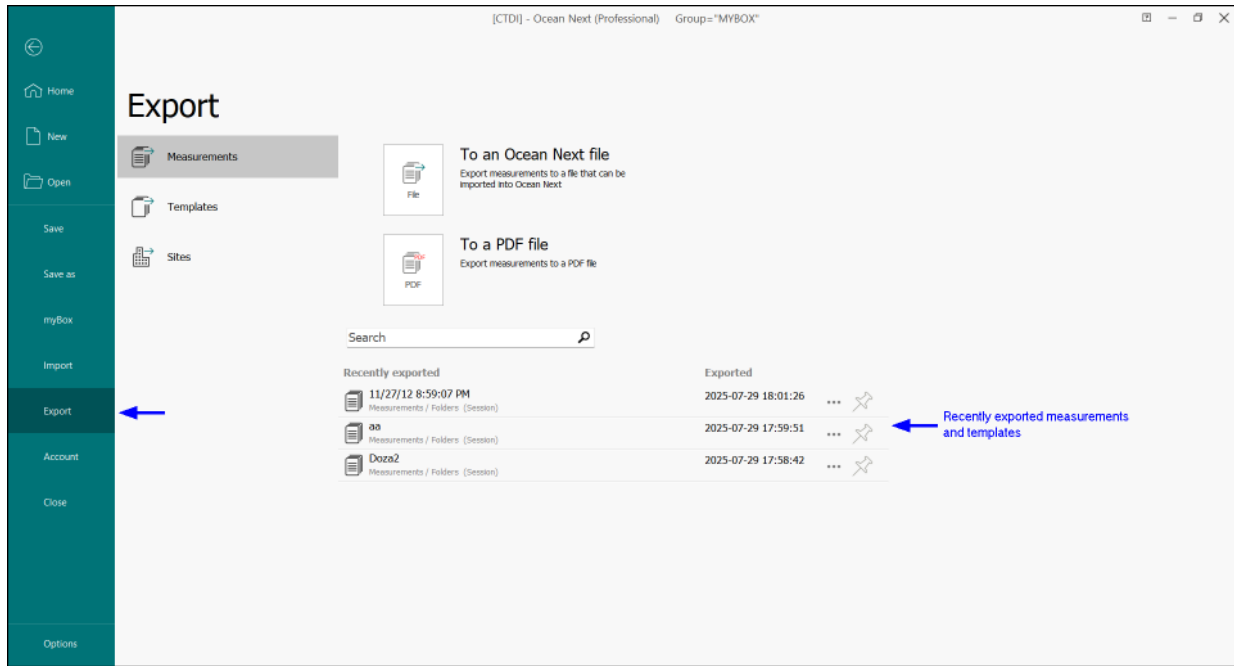 [CTDI] - Ocean Next (Professional) Group="MYBOX"
Home
New
Open
Save
Save as
myBox
Import
Export
Account
Close
Options
Export
Measurements
Templates
Sites
File
To an Ocean Next file
Export measurements to a file that can be
imported into Ocean Next
PDF
To a PDF file
Export measurements to a PDF file
Search
Recently exported Exported
11/27/12 8:59:07 PM 2025-07-29 18:01:26
Measurements / Folders (Session)
aa 2025-07-29 17:59:51
Measurements / Folders (Session)
Doza2 2025-07-29 17:58:42
Measurements / Folders (Session)
Recently exported measurements
and templates